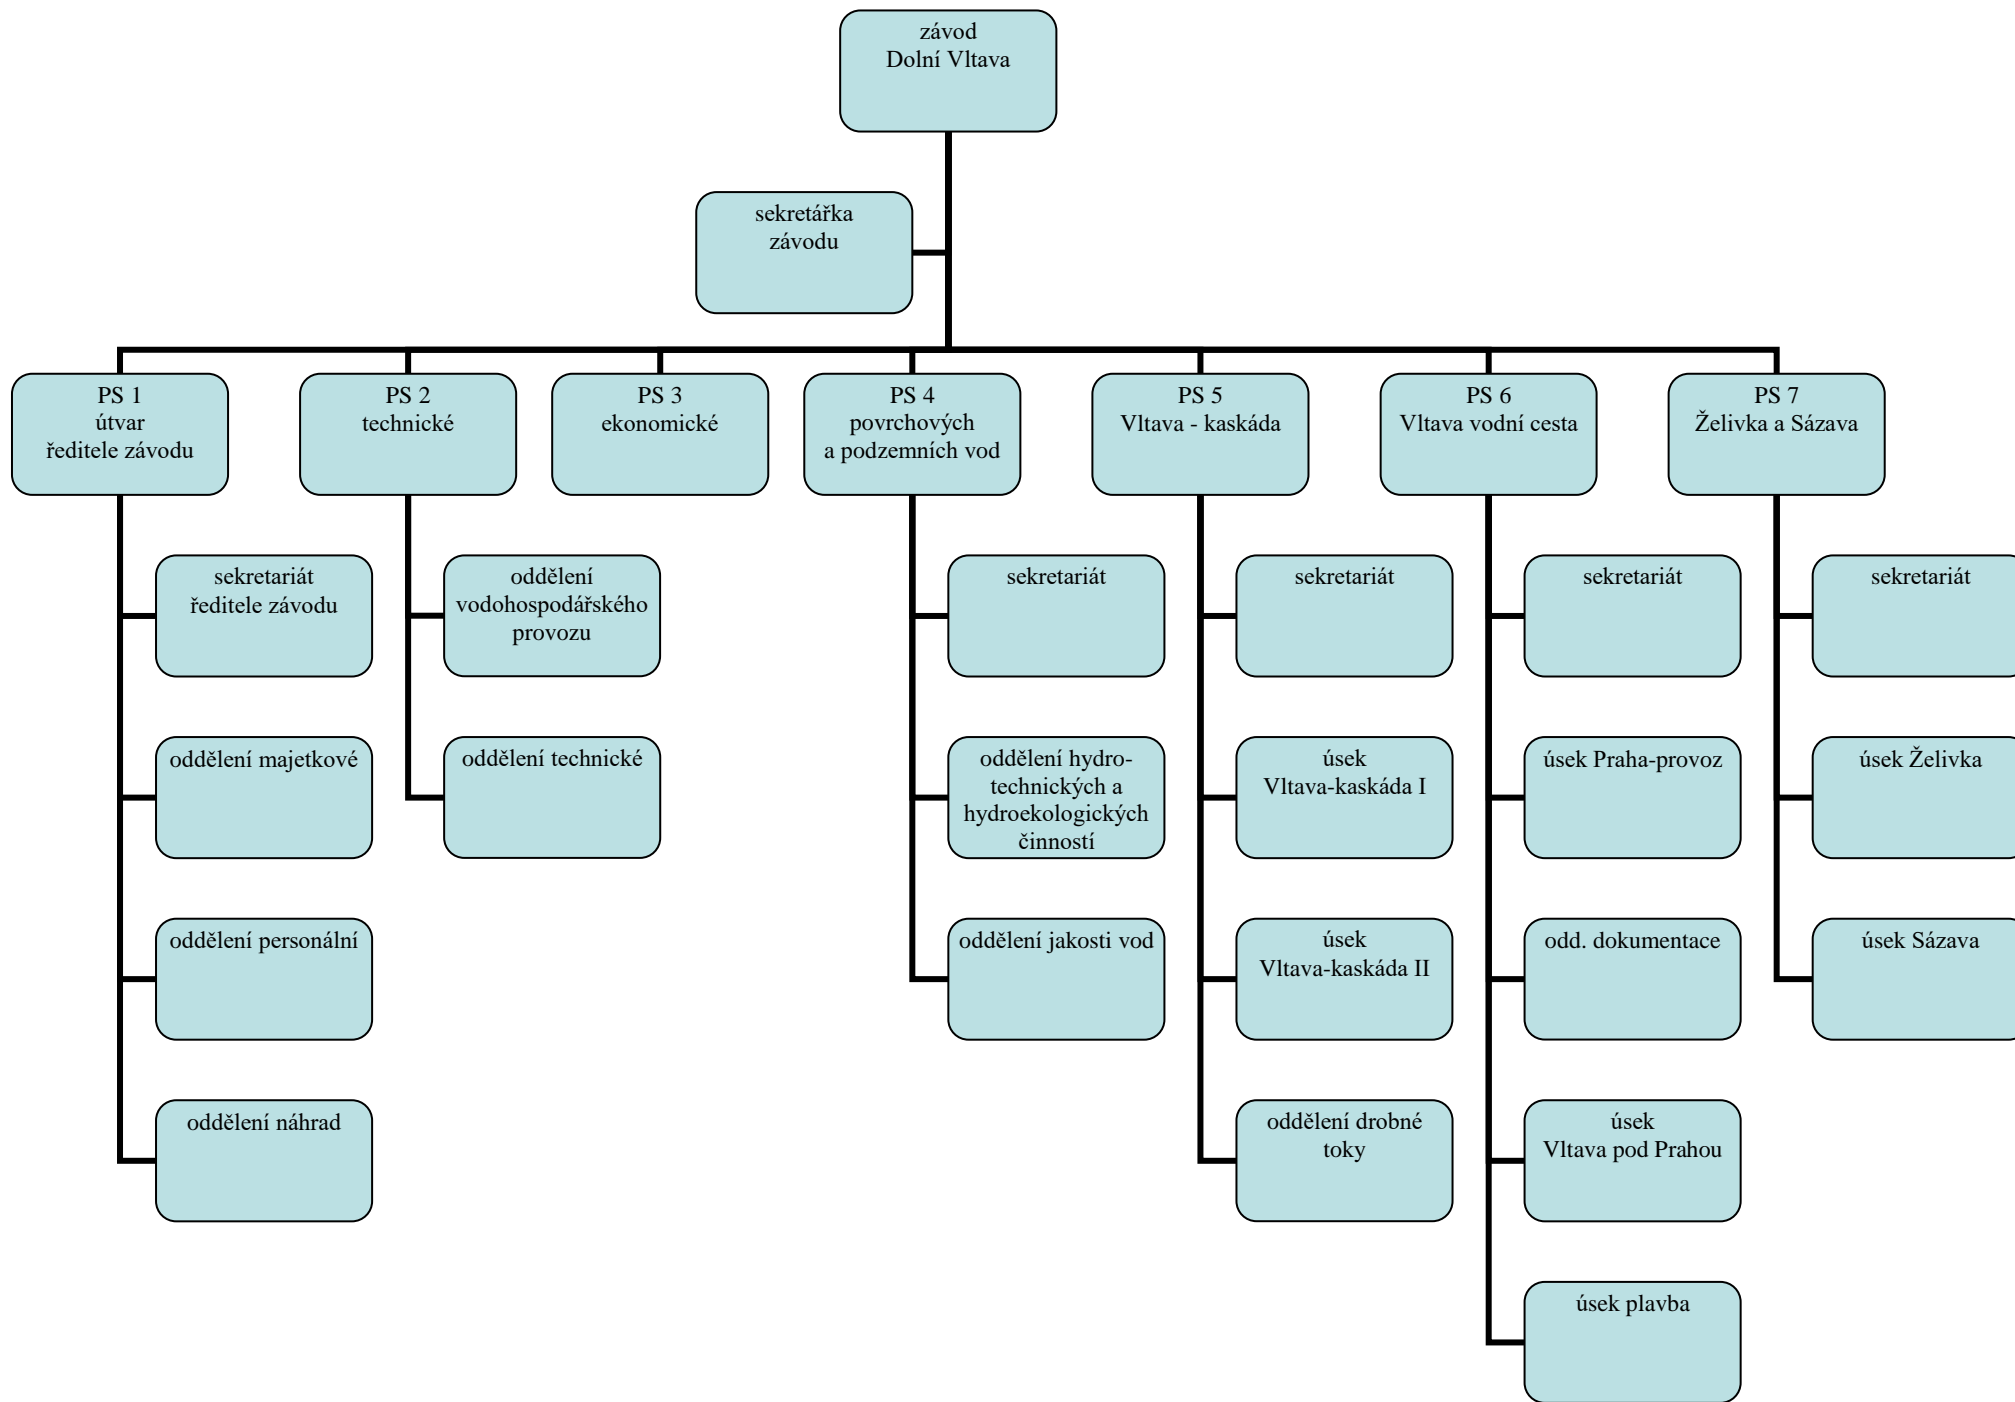 závod
Dolní Vltava
sekretářka
závodu
PS 1
útvar
ředitele závodu
PS 2
technické
PS 3
ekonomické
PS 4
povrchových
a podzemních vod
PS 5
Vltava - kaskáda
PS 6
Vltava vodní cesta
PS 7
Želivka a Sázava
sekretariát
ředitele závodu
oddělení
vodohospodářského
provozu
sekretariát
sekretariát
sekretariát
sekretariát
oddělení majetkové
oddělení technické
oddělení hydro-
technických a
hydroekologických
činností
úsek
Vltava-kaskáda I
úsek Praha-provoz
úsek Želivka
oddělení personální
oddělení jakosti vod
úsek
Vltava-kaskáda II
odd. dokumentace
úsek Sázava
oddělení náhrad
oddělení drobné
toky
úsek
Vltava pod Prahou
úsek plavba